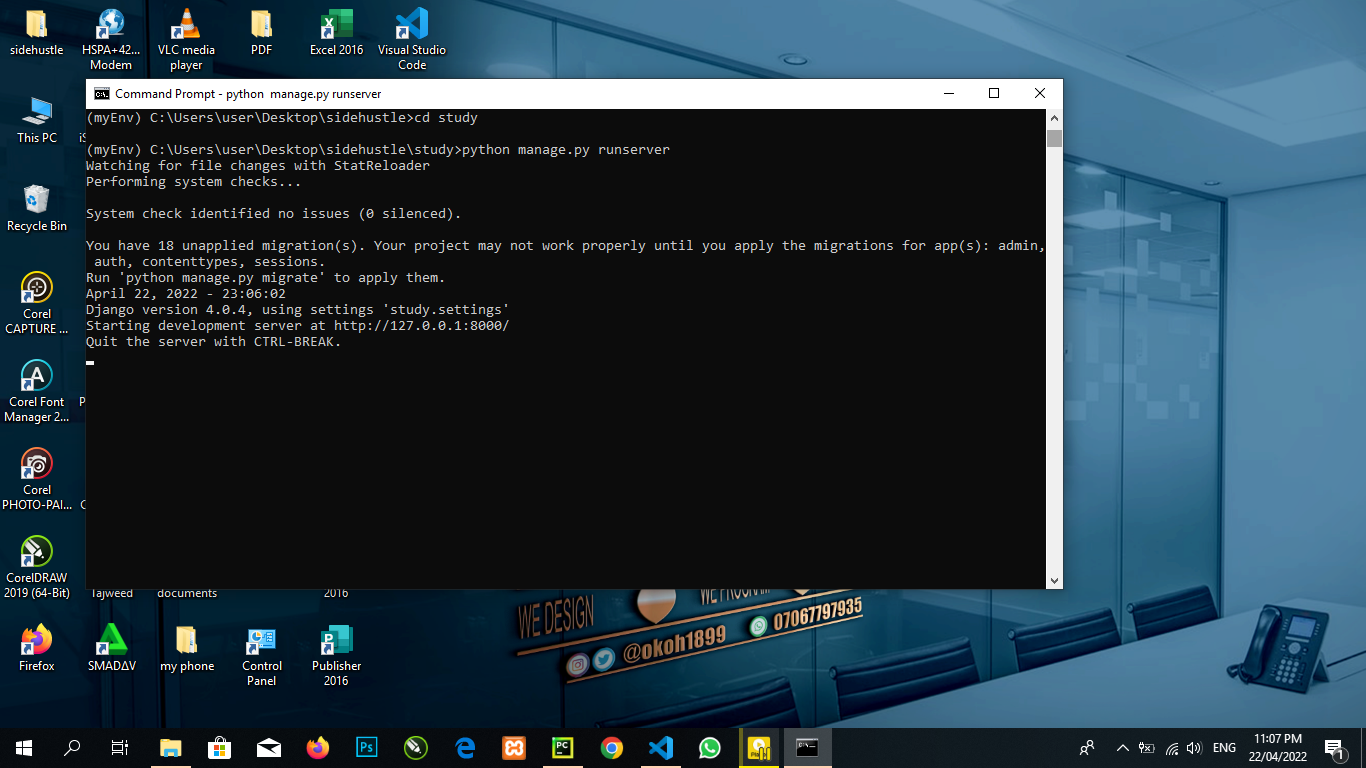 sidehustle
HSPA+42...
Modem
VLC media
player
PDF
Excel 2016
Visual Studio
Code
This PC
Recycle Bin
Corel
CAPTURE ...
Corel Font
Manager 2...
Corel
PHOTO-PAI...
CorelDRAW
2019 (64-Bit)
Tajweed
documents
2016
Firefox
SMADΔV
my phone
Control
Panel
Publisher
2016
Command Prompt - python  manage.py runserver
(myEnv) C:\Users\user\Desktop\sidehustle>cd study
(myEnv) C:\Users\user\Desktop\sidehustle\study>python manage.py runserver
Watching for file changes with StatReloader
Performing system checks...
System check identified no issues (0 silenced).
You have 18 unapplied migration(s). Your project may not work properly until you apply the migrations for app(s): admin,
 auth, contenttypes, sessions.
Run 'python manage.py migrate' to apply them.
April 22, 2022 - 23:06:02
Django version 4.0.4, using settings 'study.settings'
Starting development server at http://127.0.0.1:8000/
Quit the server with CTRL-BREAK.
WE DESIGN
@okoh1899
07067797935
Ps
PC
ENG
11:07 PM
22/04/2022
1